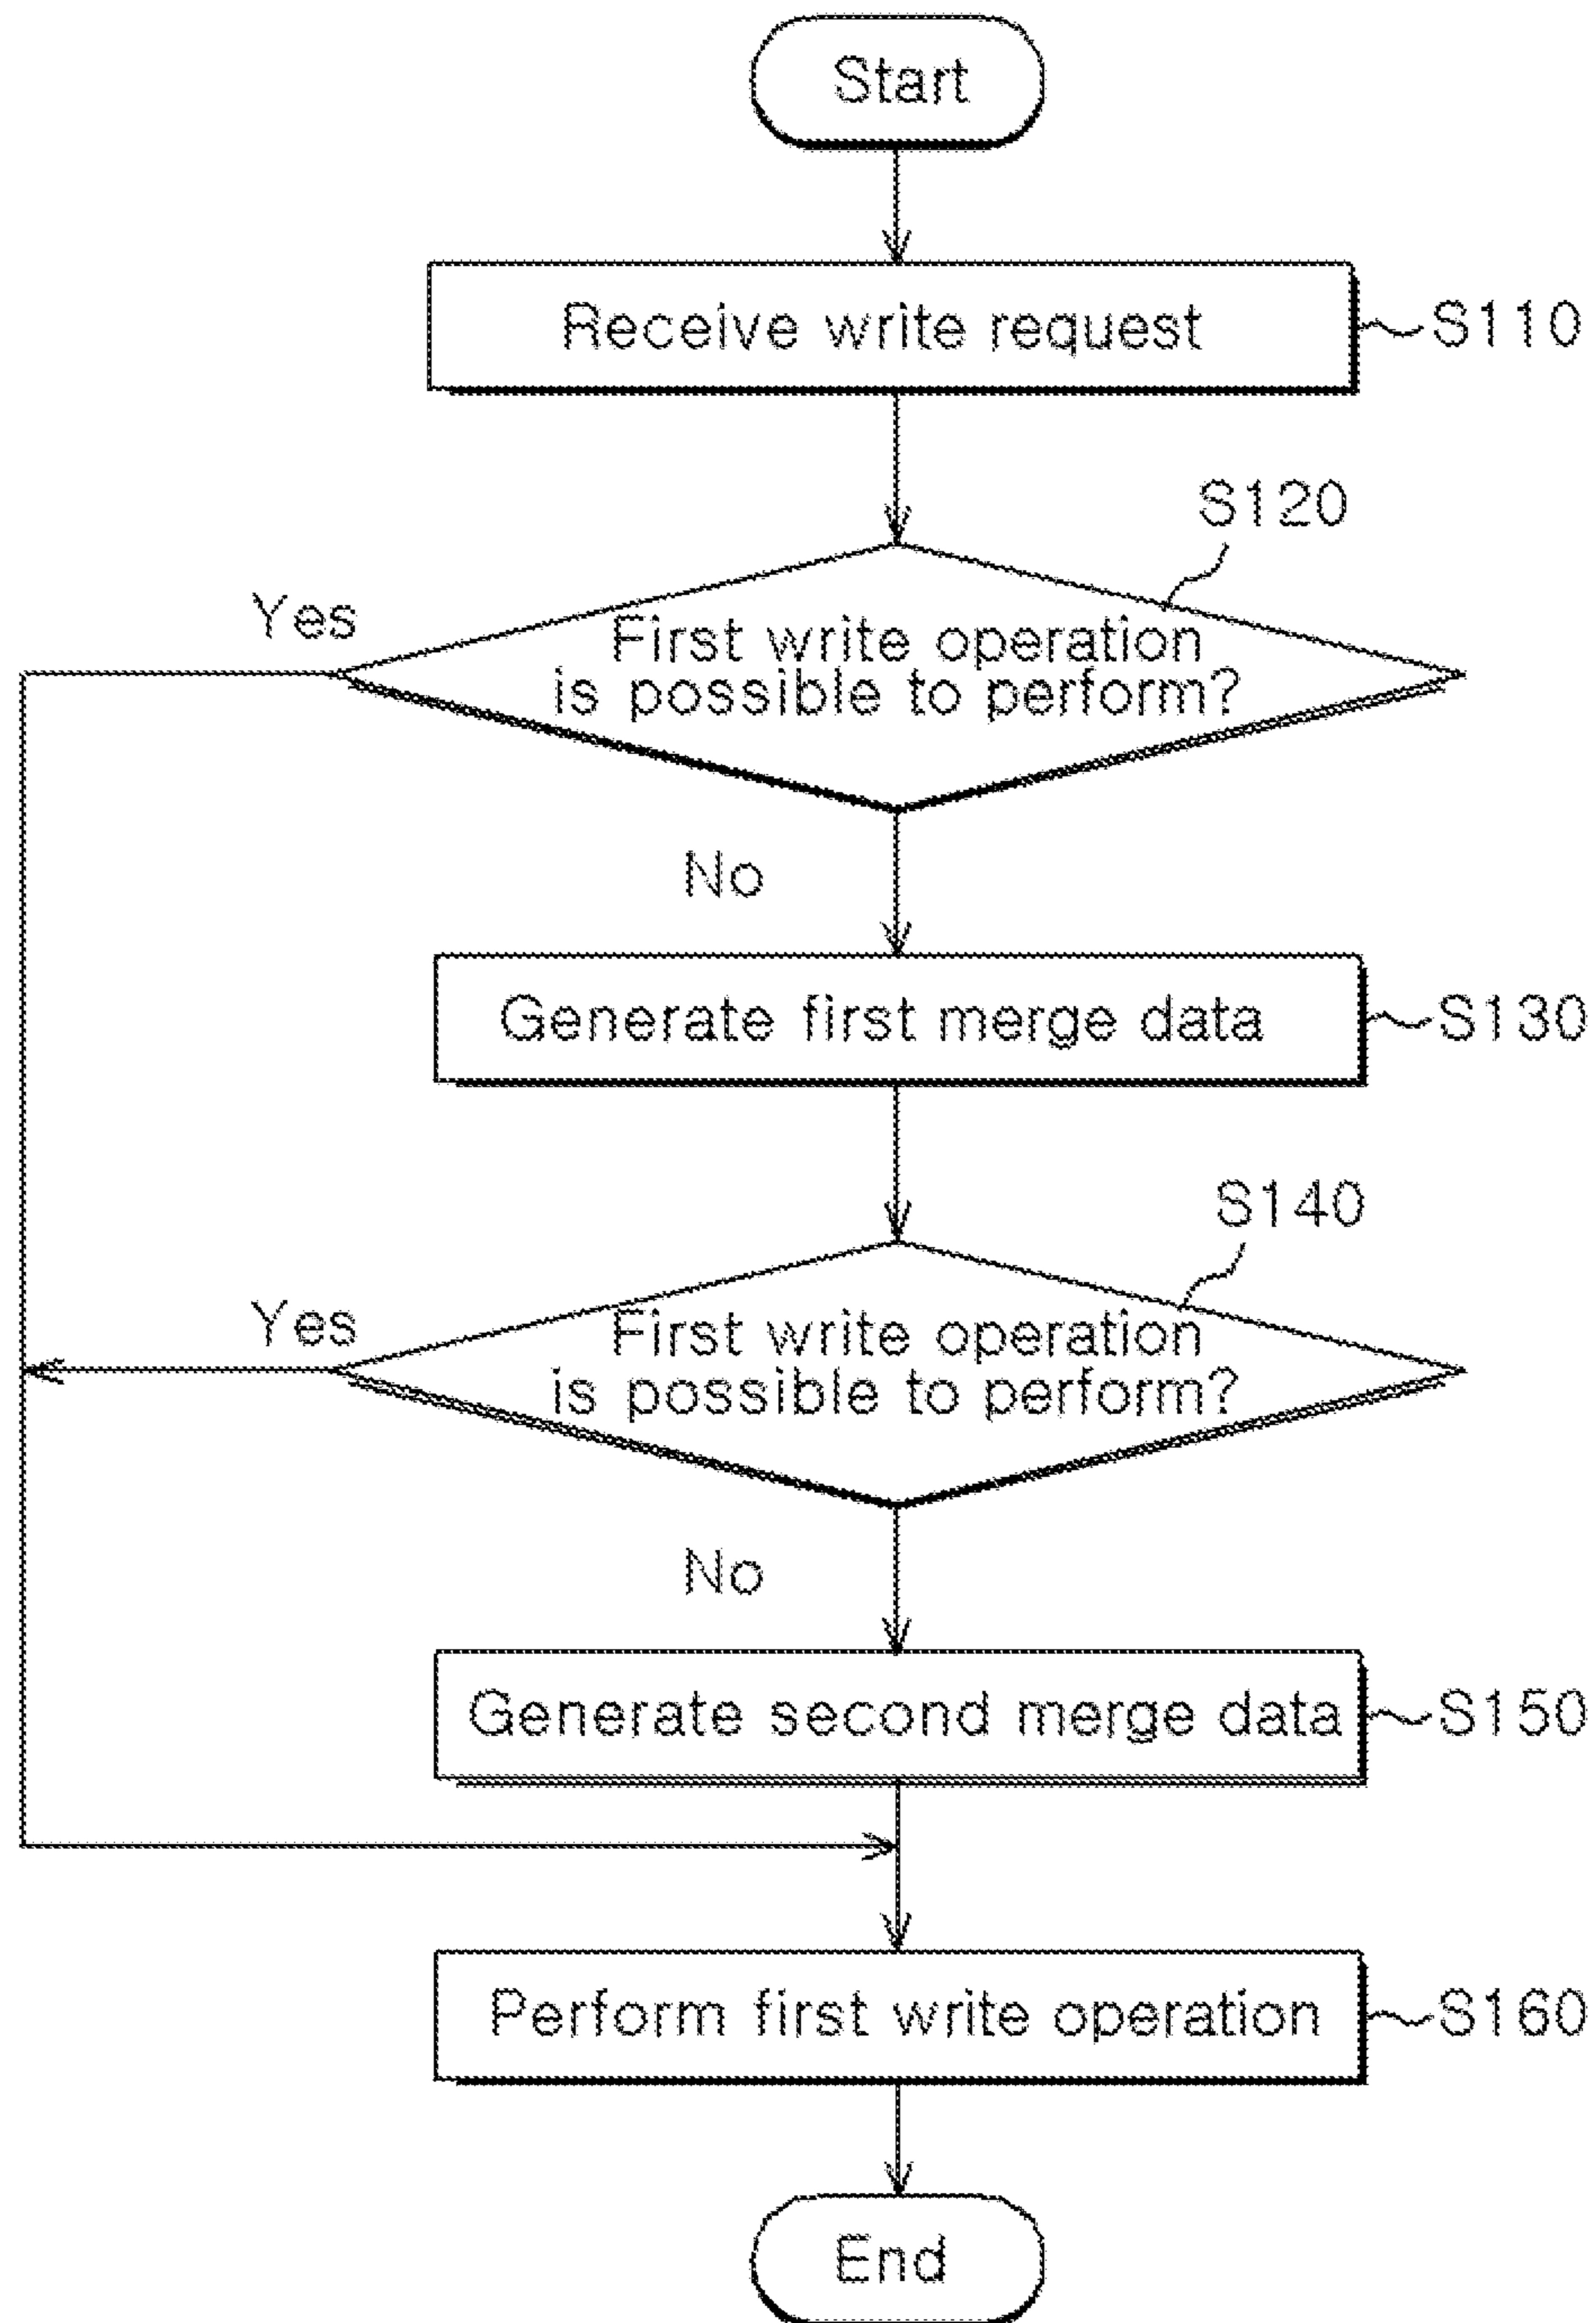 Start
Receive write request
S110
S120
Yes
First write operation
is possible to perform?
No
Generate first merge data
S130
S140
Yes
First write operation
is possible to perform?
No
Generate second merge data
S150
Perform first write operation
S160
End